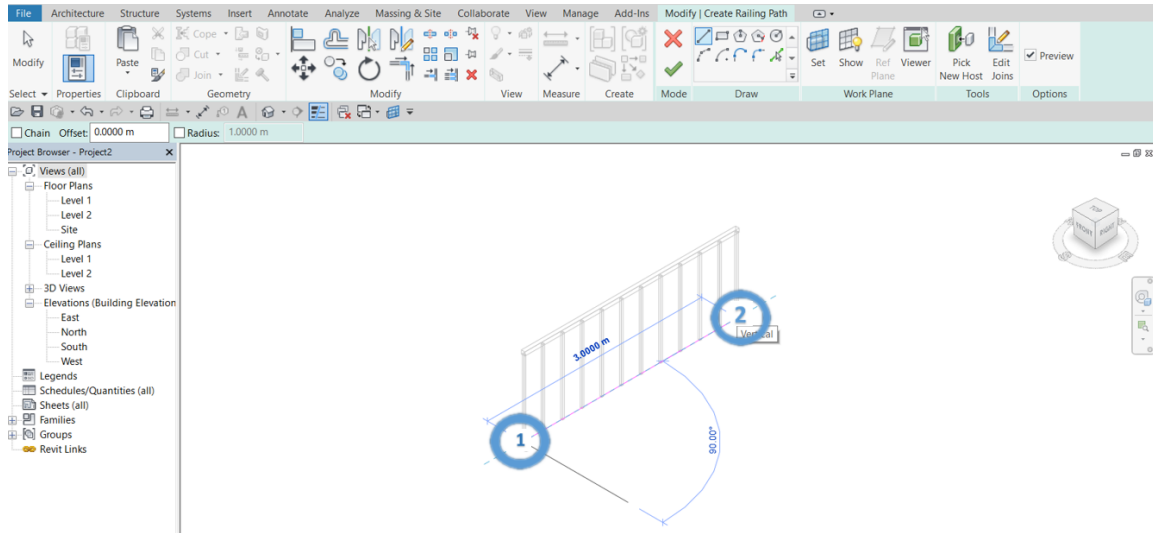 File Architecture Structure Systems Insert Annotate Analyze Massing & Site Collaborate View Manage Add-Ins Modify | Create Railing Path
Modify Paste Cope Cut Join Set Show Ref Plane Viewer Pick New Host Edit Joins Preview
Select Properties Clipboard Geometry Modify View Measure Create Mode Draw Work Plane Tools Options
Chain Offset: 0.0000 m Radius: 1.0000 m
Project Browser - Project2
Views (all)
Floor Plans
Level 1
Level 2
Site
Ceiling Plans
Level 1
Level 2
3D Views
Elevations (Building Elevation
East
North
South
West
Legends
Schedules/Quantities (all)
Sheets (all)
Families
Groups
Revit Links
TOP
FRONT
RIGHT
2
Vertical
3.0000 m
1
90.00°